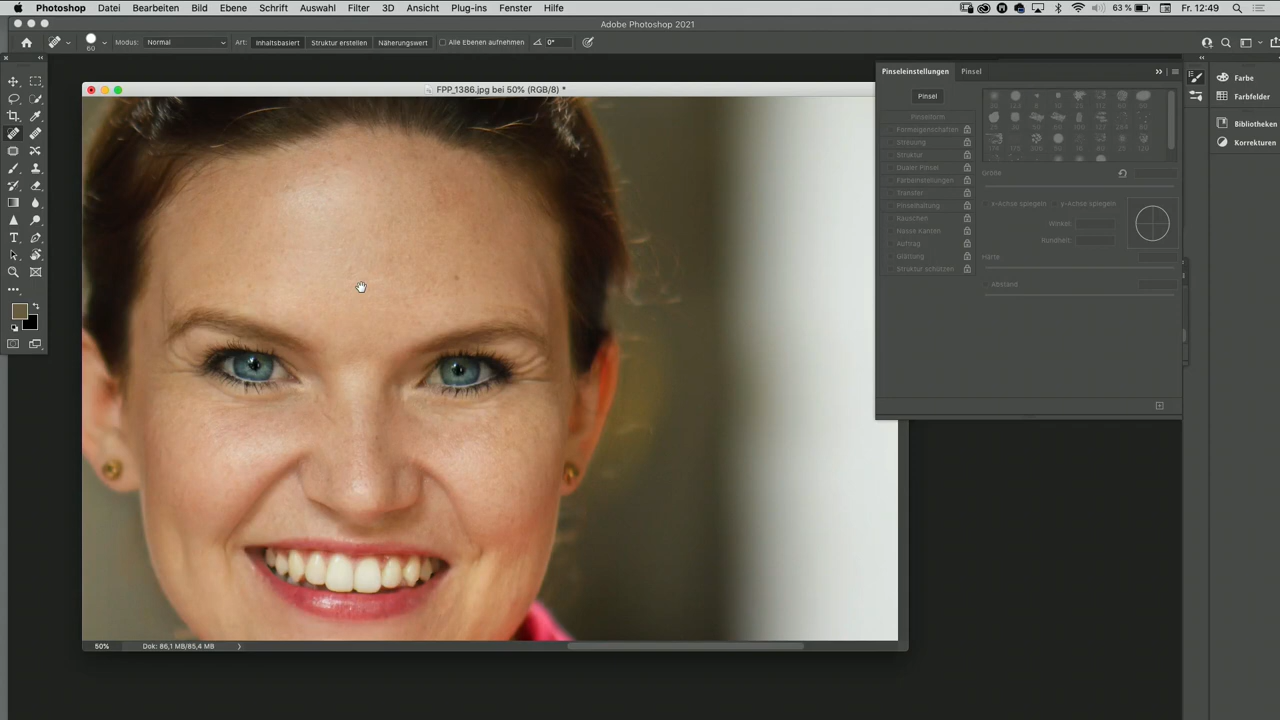 Photoshop Datei Bearbeiten Bild Ebene Schrift Auswahl Filter 3D Ansicht Plug-ins Fenster Hilfe 63 % Fr. 12:49
Adobe Photoshop 2021
60 Modus: Normal Art: Inhaltsbasiert Struktur erstellen Näherungswert Alle Ebenen aufnehmen 0°
FPP_1386.jpg bei 50% (RGB/8) *
Pinseleinstellungen Pinsel
Pinsel
Pinselform
Formeigenschaften
Streuung
Struktur
Dualer Pinsel
Farbeinstellungen
Transfer
Pinselhaltung
Rauschen
Nasse Kanten
Auftrag
Glättung
Struktur schützen
Größe
x-Achse spiegeln y-Achse spiegeln
Winkel:
Rundheit:
Härte
Abstand
Farbe
Farbfelder
Bibliotheken
Korrekturen
50% Dok: 86,1 MB/85,4 MB